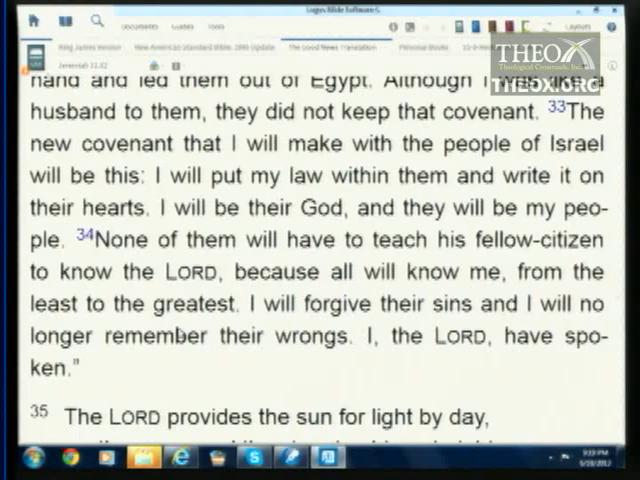 Logos Bible Software 5
Documents Guides Tools
Layouts
King James Version New American Standard Bible: 1995 Update The Good News Translation Personal Books
Jeremiah 31.32
THEOX
THEOX.ORG
hand and led them out of Egypt. Although I was like a
husband to them, they did not keep that covenant. 33The
new covenant that I will make with the people of Israel
will be this: I will put my law within them and write it on
their hearts. I will be their God, and they will be my peo-
ple. 34None of them will have to teach his fellow-citizen
to know the LORD, because all will know me, from the
least to the greatest. I will forgive their sins and I will no
longer remember their wrongs. I, the LORD, have spo-
ken.”
35 The LORD provides the sun for light by day,